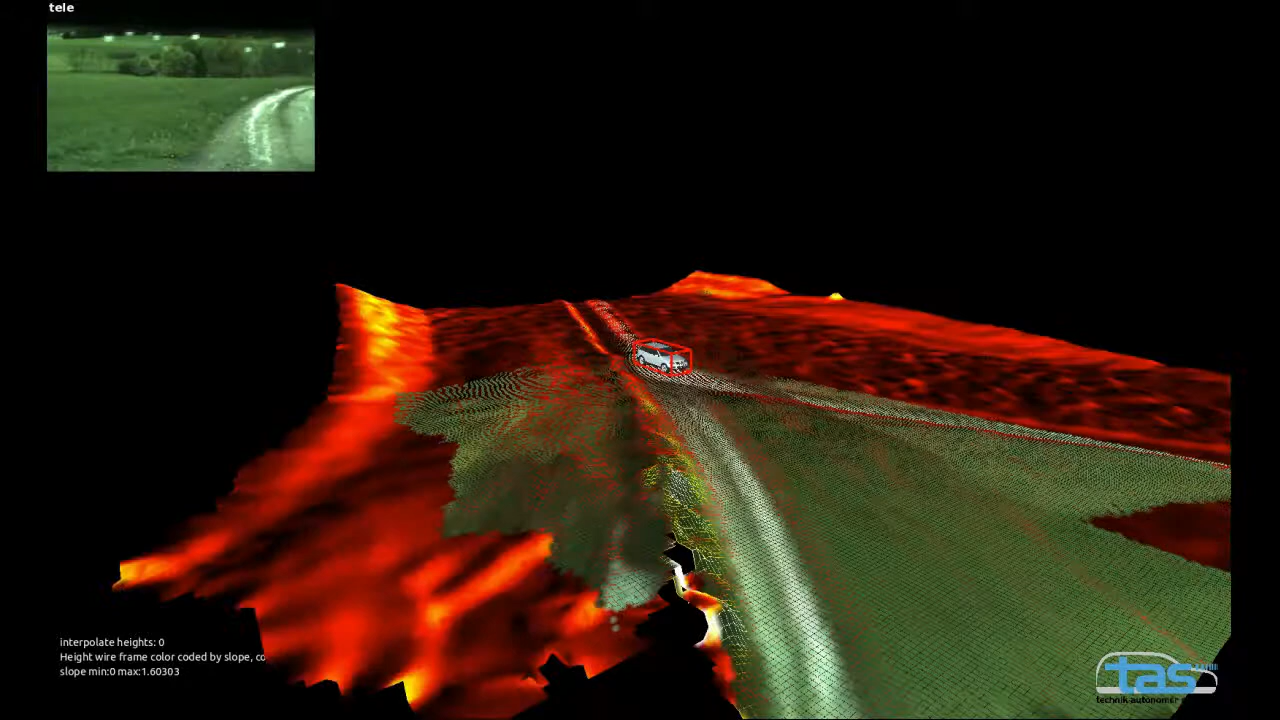 tele
interpolate heights: 0
Height wire frame color coded by slope, co
slope min:0 max:1.60303
tas
technik-autonomer